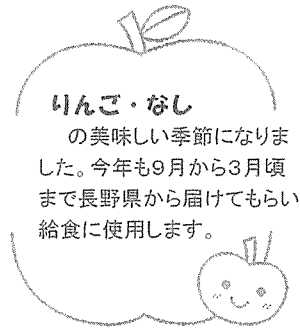 りんご・なし
の美味しい季節になりま
した。今年も9月から3月頃
まで長野県から届けてもらい
給食に使用します。